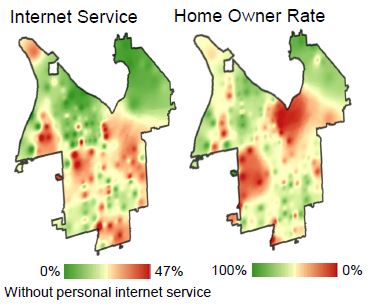 Internet Service
Home Owner Rate
0% 47%
100% 0%
Without personal internet service